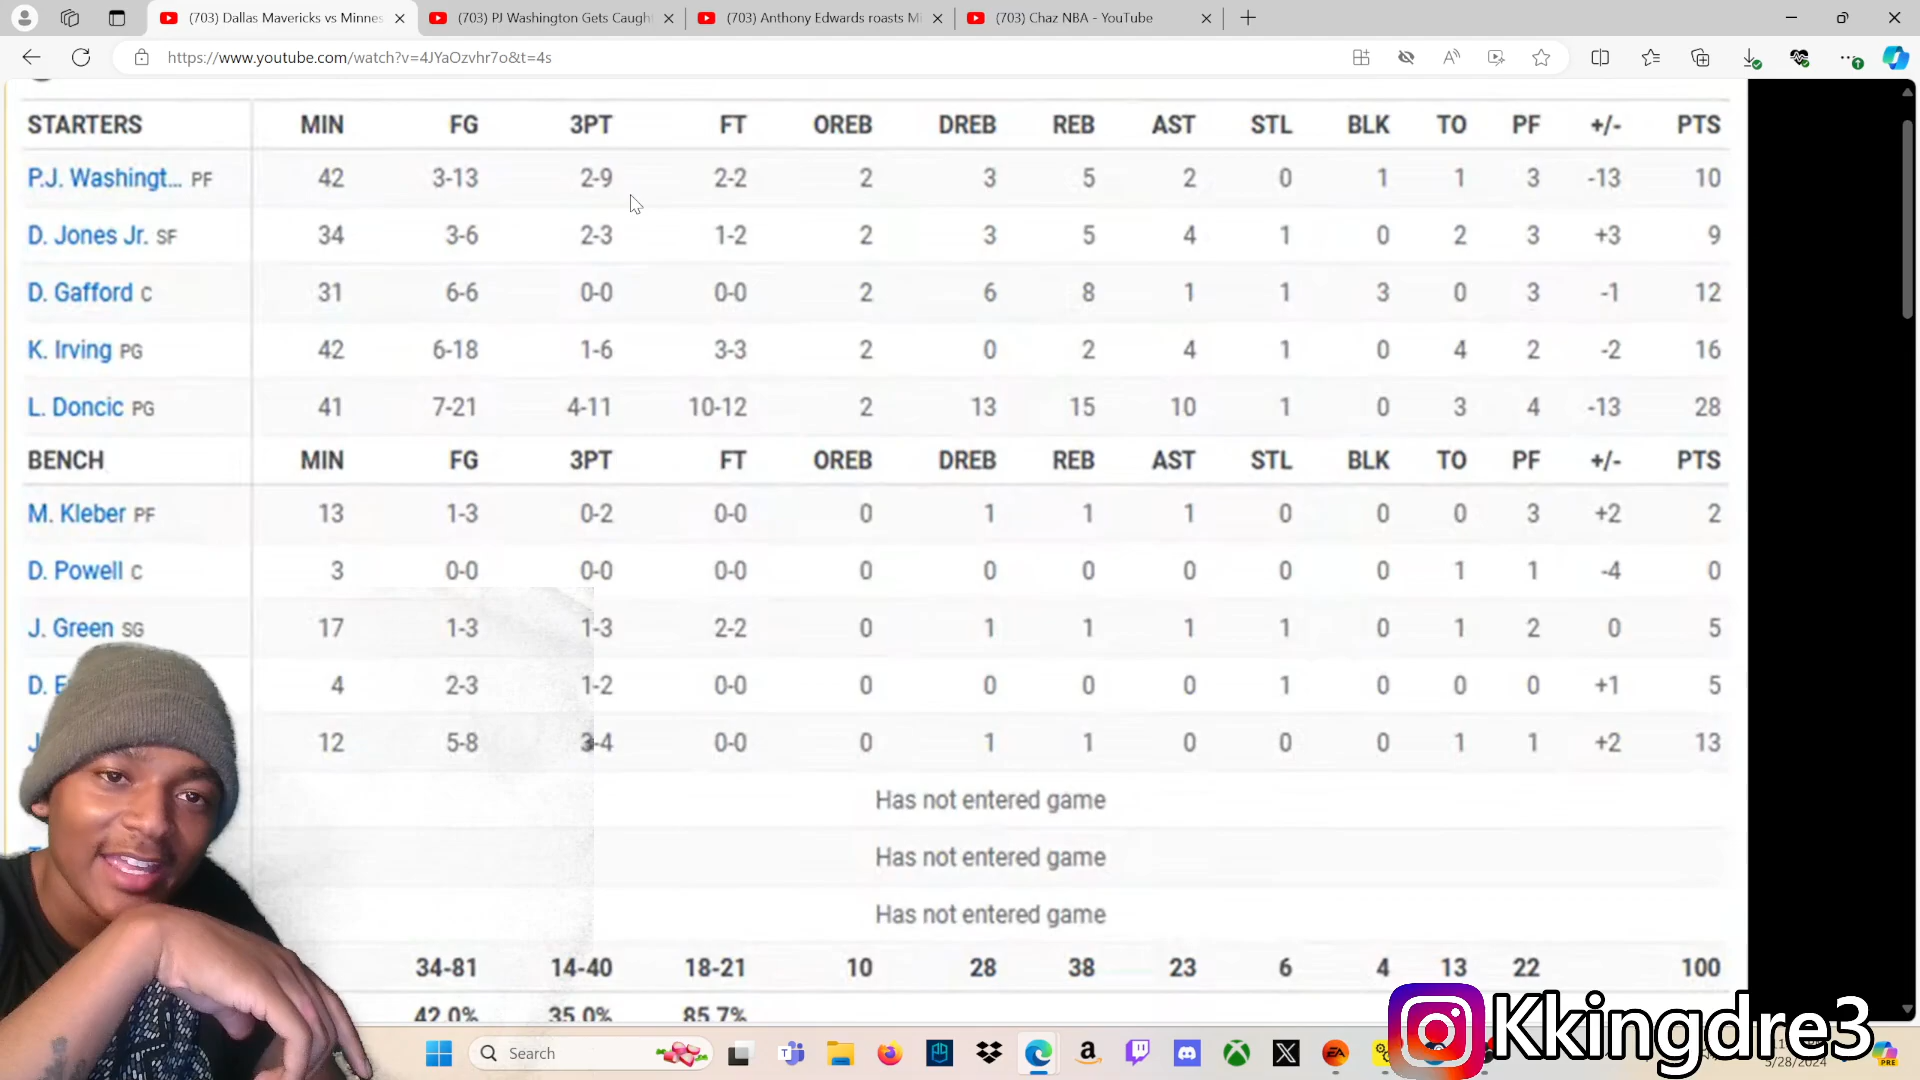 (703) Dallas Mavericks vs Minnes
(703) PJ Washington Gets Caugh
(703) Anthony Edwards roasts M
(703) Chaz NBA - YouTube
https://www.youtube.com/watch?v=4JYaOzvhr7o&t=4s
STARTERS MIN FG 3PT FT OREB DREB REB AST STL BLK TO PF +/- PTS
P.J. Washingt... PF 42 3-13 2-9 2-2 2 3 5 2 0 1 1 3 -13 10
D. Jones Jr. SF 34 3-6 2-3 1-2 2 3 5 4 1 0 2 3 +3 9
D. Gafford C 31 6-6 0-0 0-0 2 6 8 1 1 3 0 3 -1 12
K. Irving PG 42 6-18 1-6 3-3 2 0 2 4 1 0 4 2 -2 16
L. Doncic PG 41 7-21 4-11 10-12 2 13 15 10 1 0 3 4 -13 28
BENCH MIN FG 3PT FT OREB DREB REB AST STL BLK TO PF +/- PTS
M. Kleber PF 13 1-3 0-2 0-0 0 1 1 1 0 0 0 3 +2 2
D. Powell C 3 0-0 0-0 0-0 0 0 0 0 0 0 1 1 -4 0
J. Green SG 17 1-3 1-3 2-2 0 1 1 1 1 0 1 2 0 5
D. E 4 2-3 1-2 0-0 0 0 0 0 1 0 0 0 +1 5
J 12 5-8 3-4 0-0 0 1 1 0 0 0 1 1 +2 13
Has not entered game
Has not entered game
Has not entered game
34-81 14-40 18-21 10 28 38 23 6 4 13 22 100
42.0% 35.0% 85.7%
Kkingdre3
Search
5/28/2024